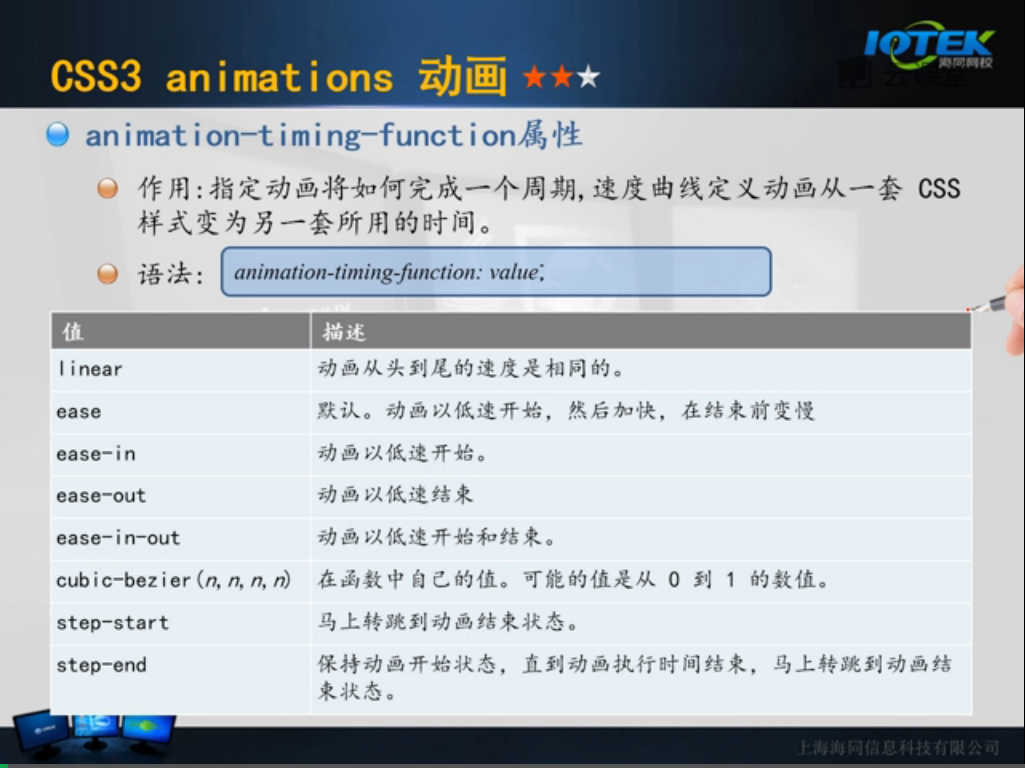 IOTEK
海同网校
云课堂
CSS3 animations 动画
animation-timing-function属性
作用:指定动画将如何完成一个周期,速度曲线定义动画从一套 CSS
样式变为另一套所用的时间。
语法:
animation-timing-function: value;
值 描述
linear 动画从头到尾的速度是相同的。
ease 默认。动画以低速开始，然后加快，在结束前变慢
ease-in 动画以低速开始。
ease-out 动画以低速结束
ease-in-out 动画以低速开始和结束。
cubic-bezier(n,n,n,n) 在函数中自己的值。可能的值是从 0 到 1 的数值。
step-start 马上转跳到动画结束状态。
step-end 保持动画开始状态，直到动画执行时间结束，马上转跳到动画结
束状态。
上海海同信息科技有限公司